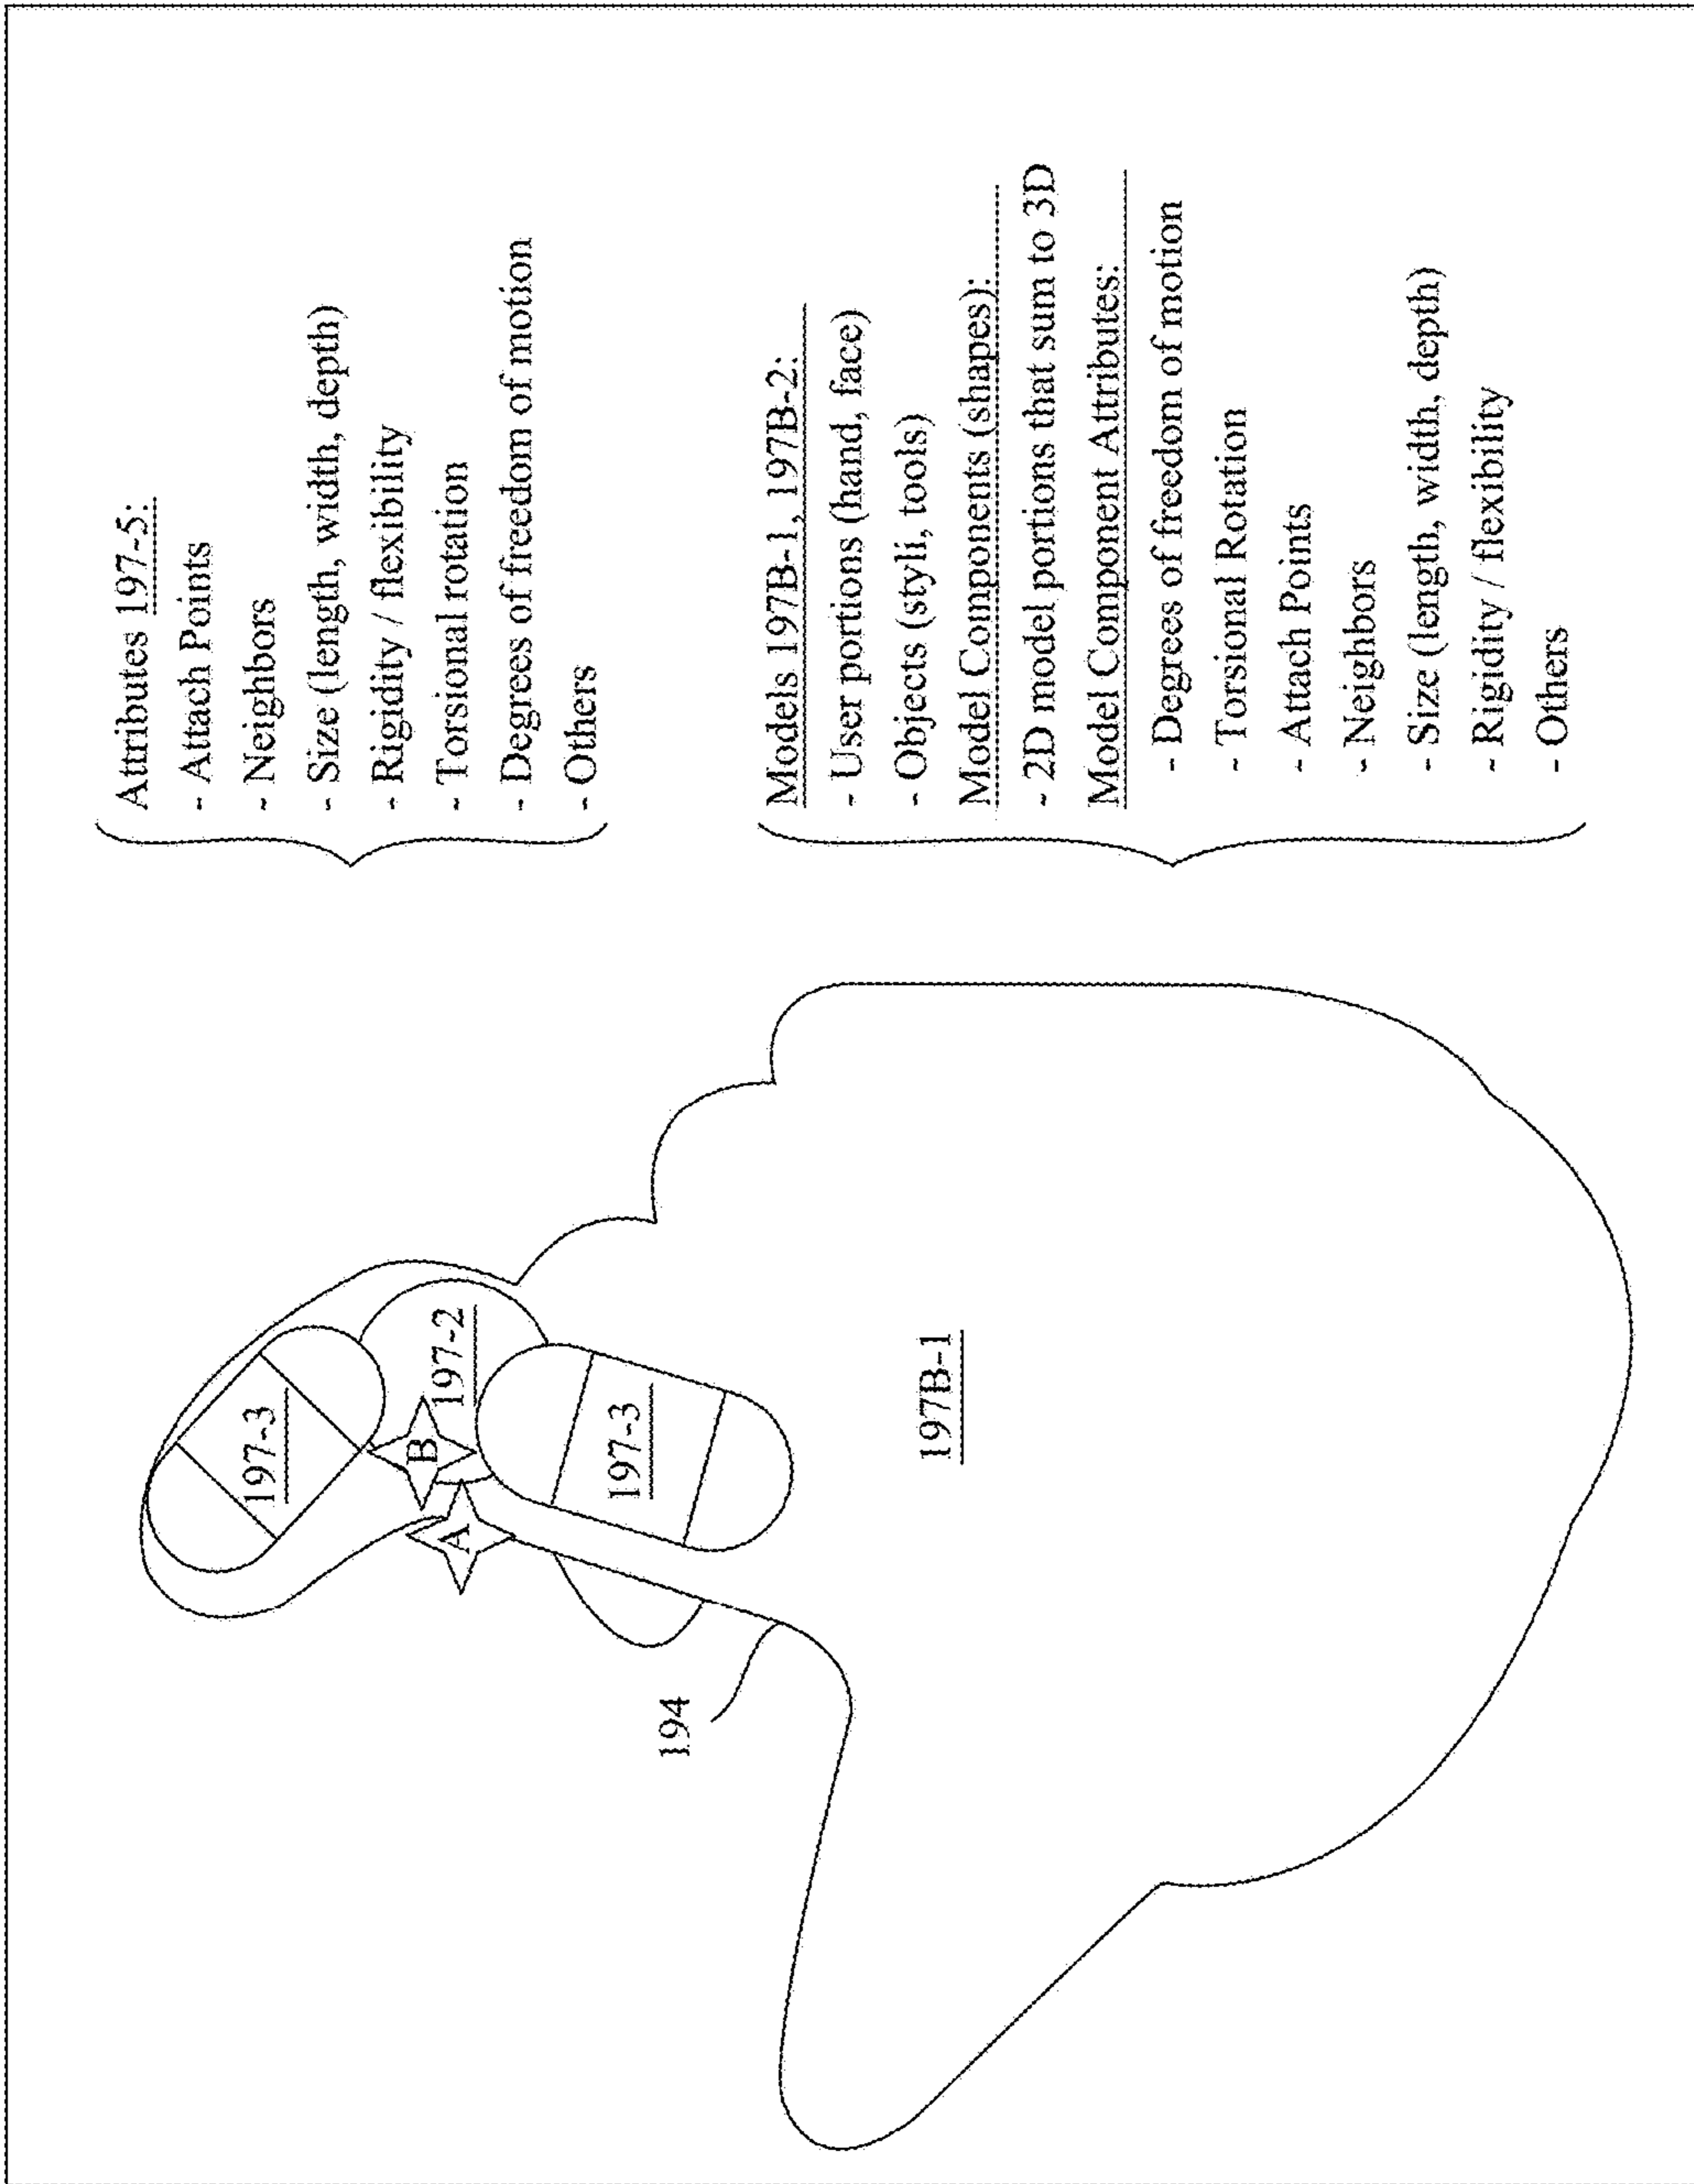 197-3
B
197-2
A
197-3
194
197B-1
Attributes 197-5:
- Attach Points
- Neighbors
- Size (length, width, depth)
- Rigidity / flexibility
- Torsional rotation
- Degrees of freedom of motion
- Others
Models 197B-1, 197B-2:
- User portions (hand, face)
- Objects (styli, tools)
Model Components (shapes):
- 2D model portions that sum to 3D
Model Component Attributes:
- Degrees of freedom of motion
- Torsional Rotation
- Attach Points
- Neighbors
- Size (length, width, depth)
- Rigidity / flexibility
- Others